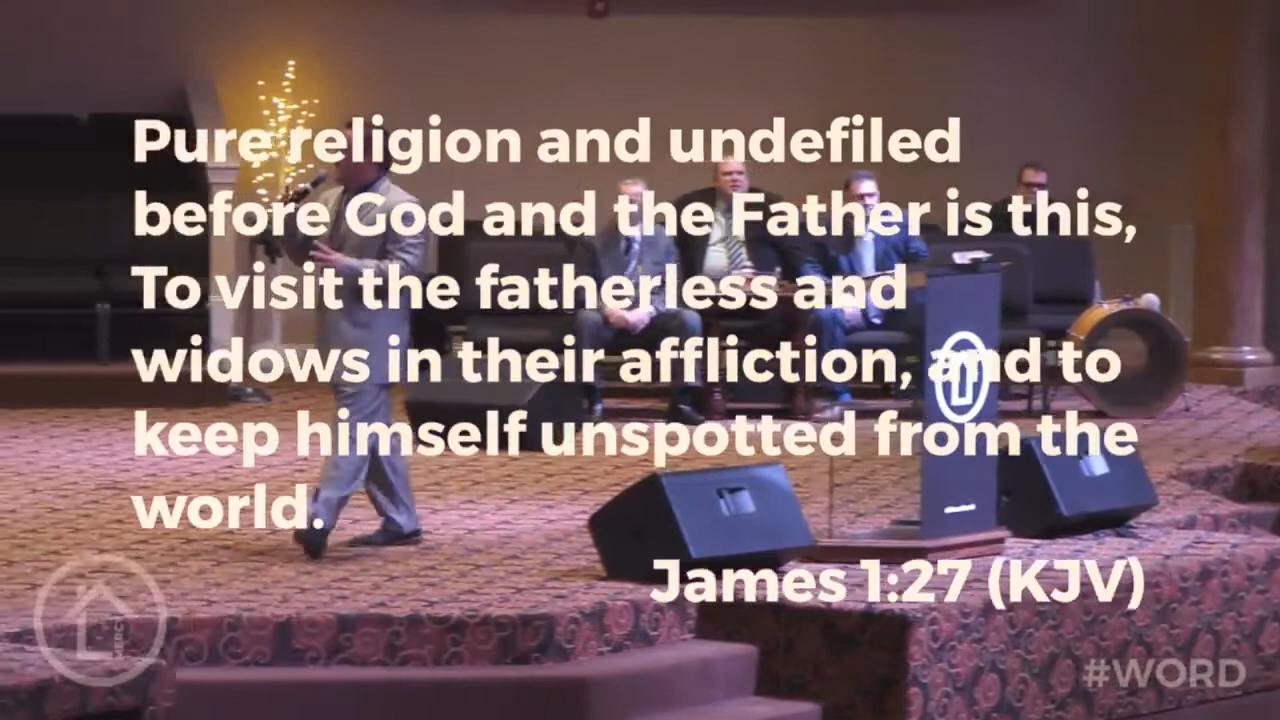 Pure religion and undefiled
before God and the Father is this,
To visit the fatherless and
widows in their affliction, and to
keep himself unspotted from the
world.
James 1:27 (KJV)
#WORD